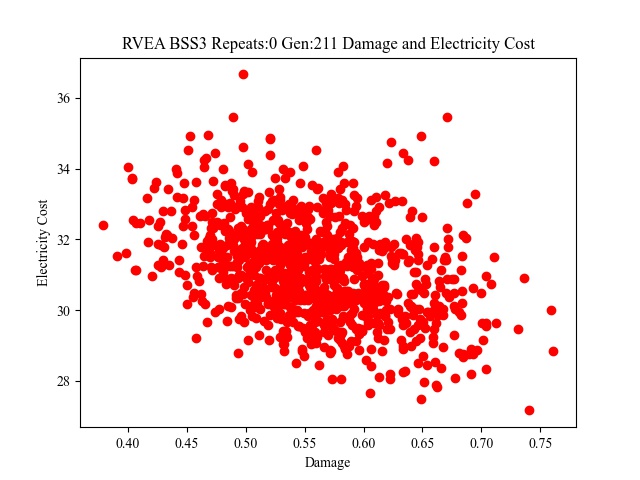 RVEA BSS3 Repeats:0 Gen:211 Damage and Electricity Cost
36
34
32
30
28
Electricity Cost
0.40 0.45 0.50 0.55 0.60 0.65 0.70 0.75
Damage